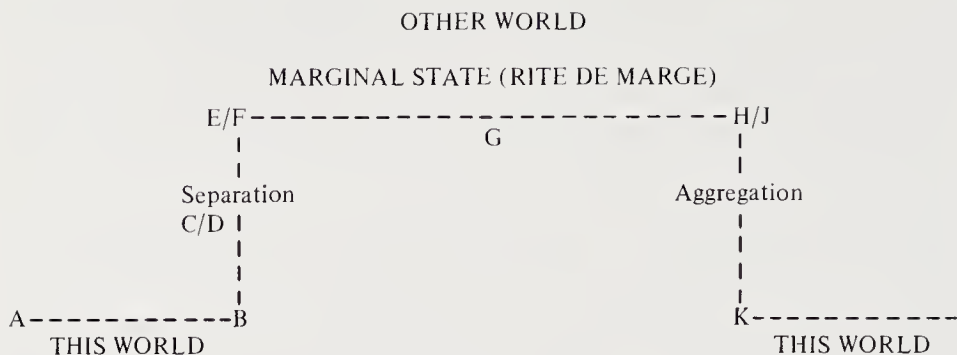 OTHER WORLD
MARGINAL STATE (RITE DE MARGE)
E/F H/J
G
Separation Aggregation
C/D
A B K
THIS WORLD THIS WORLD